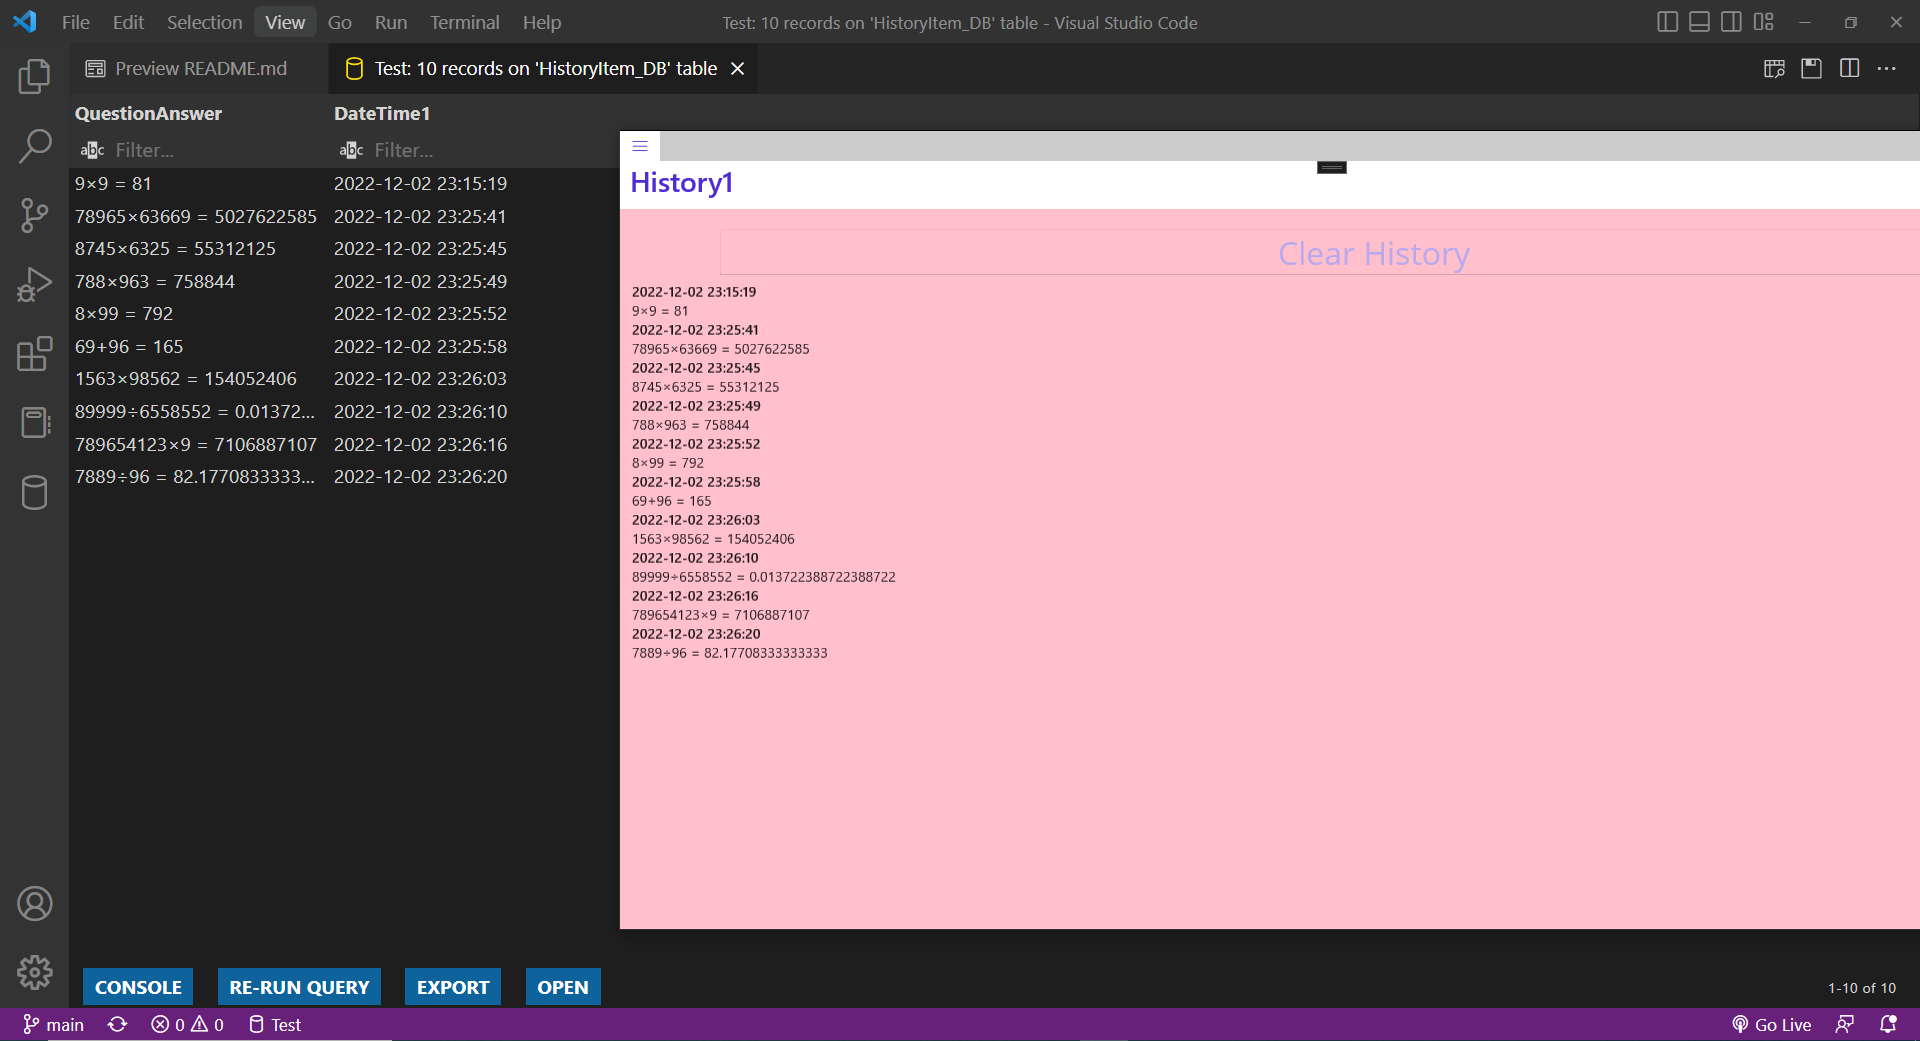 File Edit Selection View Go Run Terminal Help
Test: 10 records on 'HistoryItem_DB' table - Visual Studio Code
Preview README.md
Test: 10 records on 'HistoryItem_DB' table
QuestionAnswer DateTime1
abc Filter... abc Filter...
9×9 = 81 2022-12-02 23:15:19
78965×63669 = 5027622585 2022-12-02 23:25:41
8745×6325 = 55312125 2022-12-02 23:25:45
788×963 = 758844 2022-12-02 23:25:49
8×99 = 792 2022-12-02 23:25:52
69+96 = 165 2022-12-02 23:25:58
1563×98562 = 154052406 2022-12-02 23:26:03
89999÷6558552 = 0.01372... 2022-12-02 23:26:10
789654123×9 = 7106887107 2022-12-02 23:26:16
7889÷96 = 82.1770833333... 2022-12-02 23:26:20
History1
Clear History
2022-12-02 23:15:19
9×9 = 81
2022-12-02 23:25:41
78965×63669 = 5027622585
2022-12-02 23:25:45
8745×6325 = 55312125
2022-12-02 23:25:49
788×963 = 758844
2022-12-02 23:25:52
8×99 = 792
2022-12-02 23:25:58
69+96 = 165
2022-12-02 23:26:03
1563×98562 = 154052406
2022-12-02 23:26:10
89999÷6558552 = 0.013722388722388722
2022-12-02 23:26:16
789654123×9 = 7106887107
2022-12-02 23:26:20
7889÷96 = 82.17708333333333
CONSOLE RE-RUN QUERY EXPORT OPEN
1-10 of 10
main 0 0 Test
Go Live